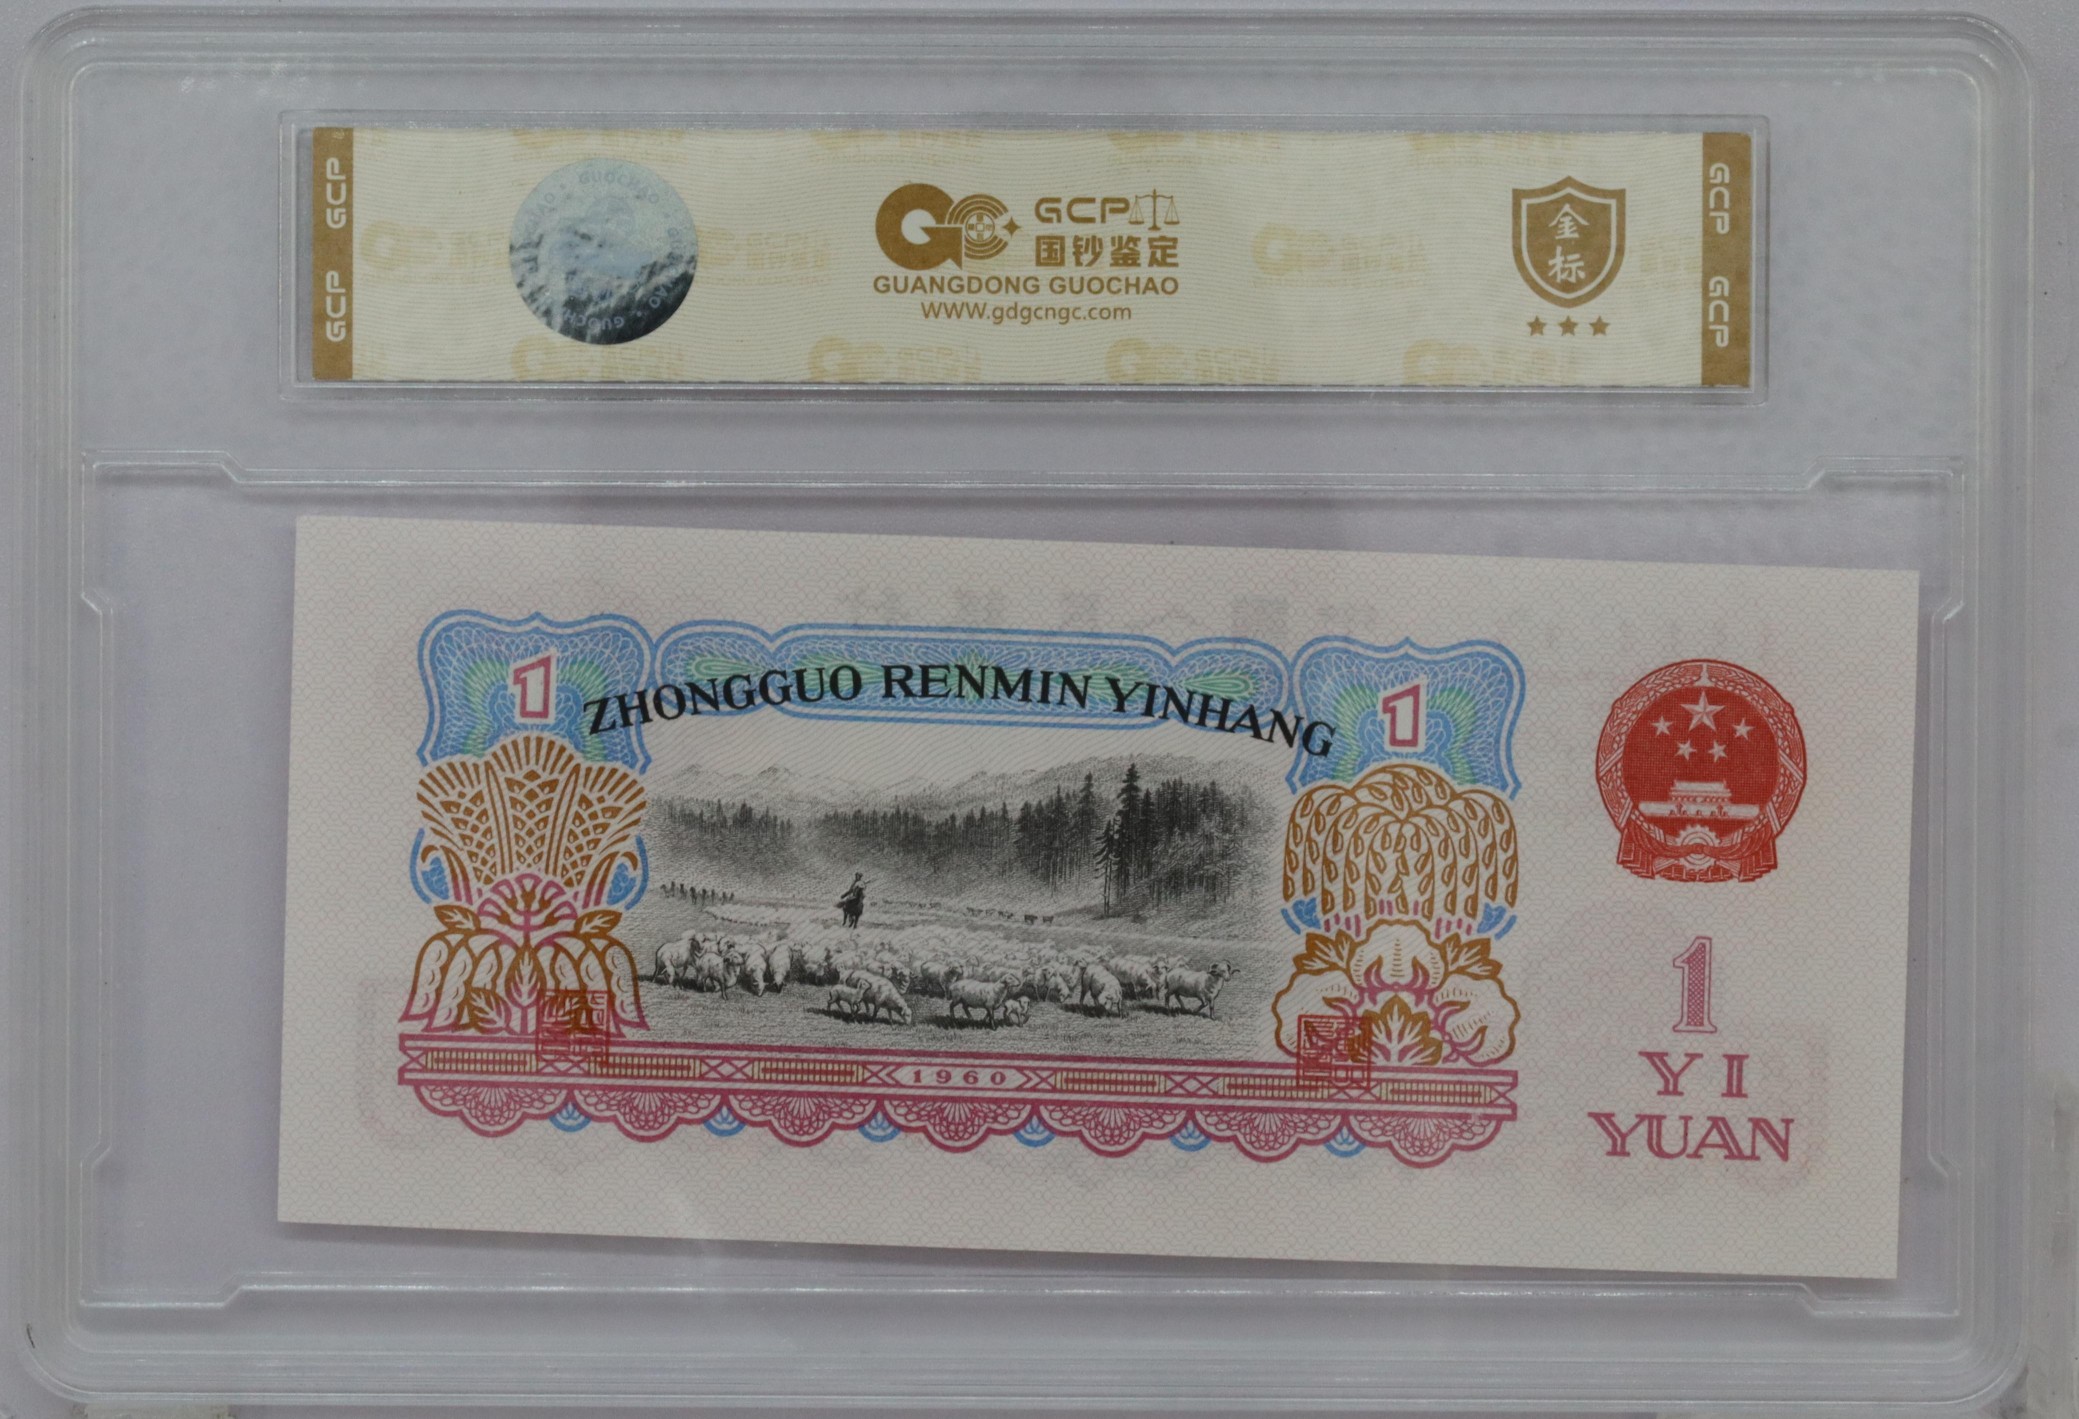 GCP GCP
GUOCHAO
GCP
国钞鉴定
GUANGDONG GUOCHAO
WWW.gdgcngc.com
金标
GCP GCP
1
ZHONGGUO RENMIN YINHANG
1
1960
1
YI
YUAN